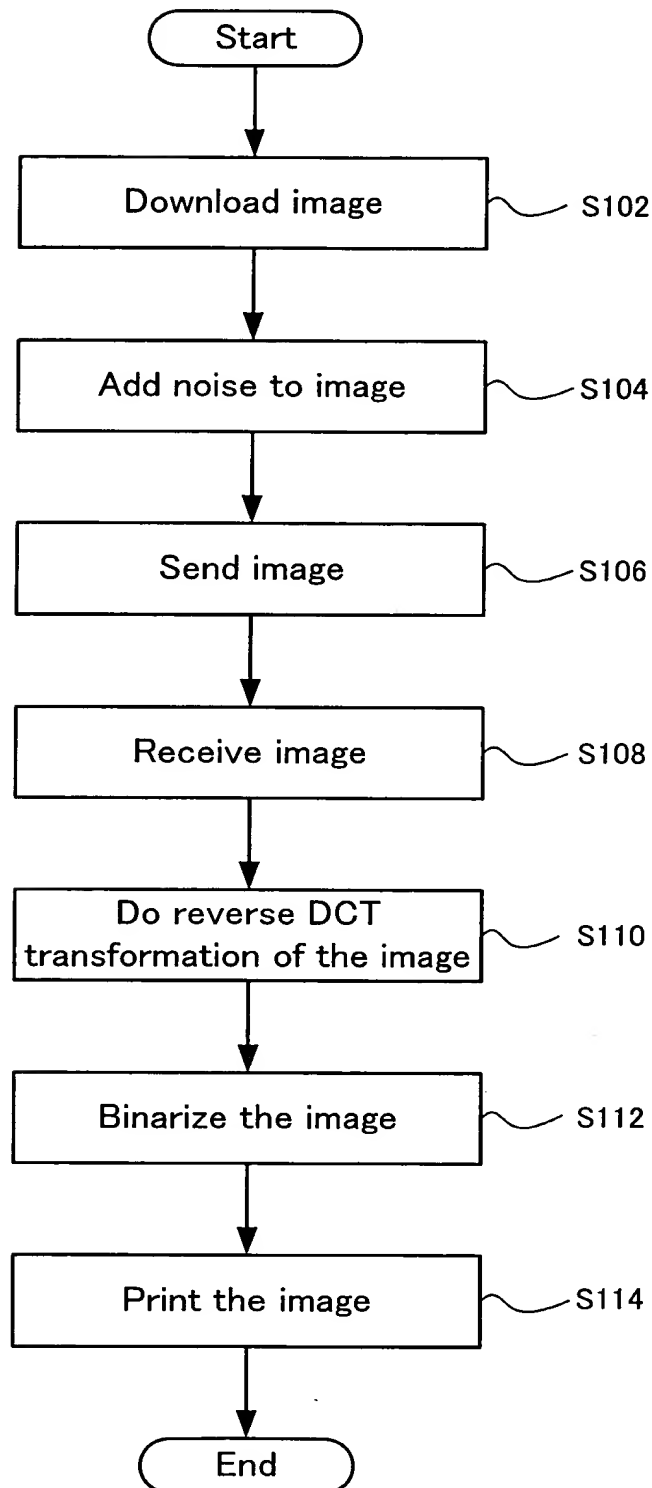 Start
Download image
S102
Add noise to image
S104
Send image
S106
Receive image
S108
Do reverse DCT
transformation of the image
S110
Binarize the image
S112
Print the image
S114
End